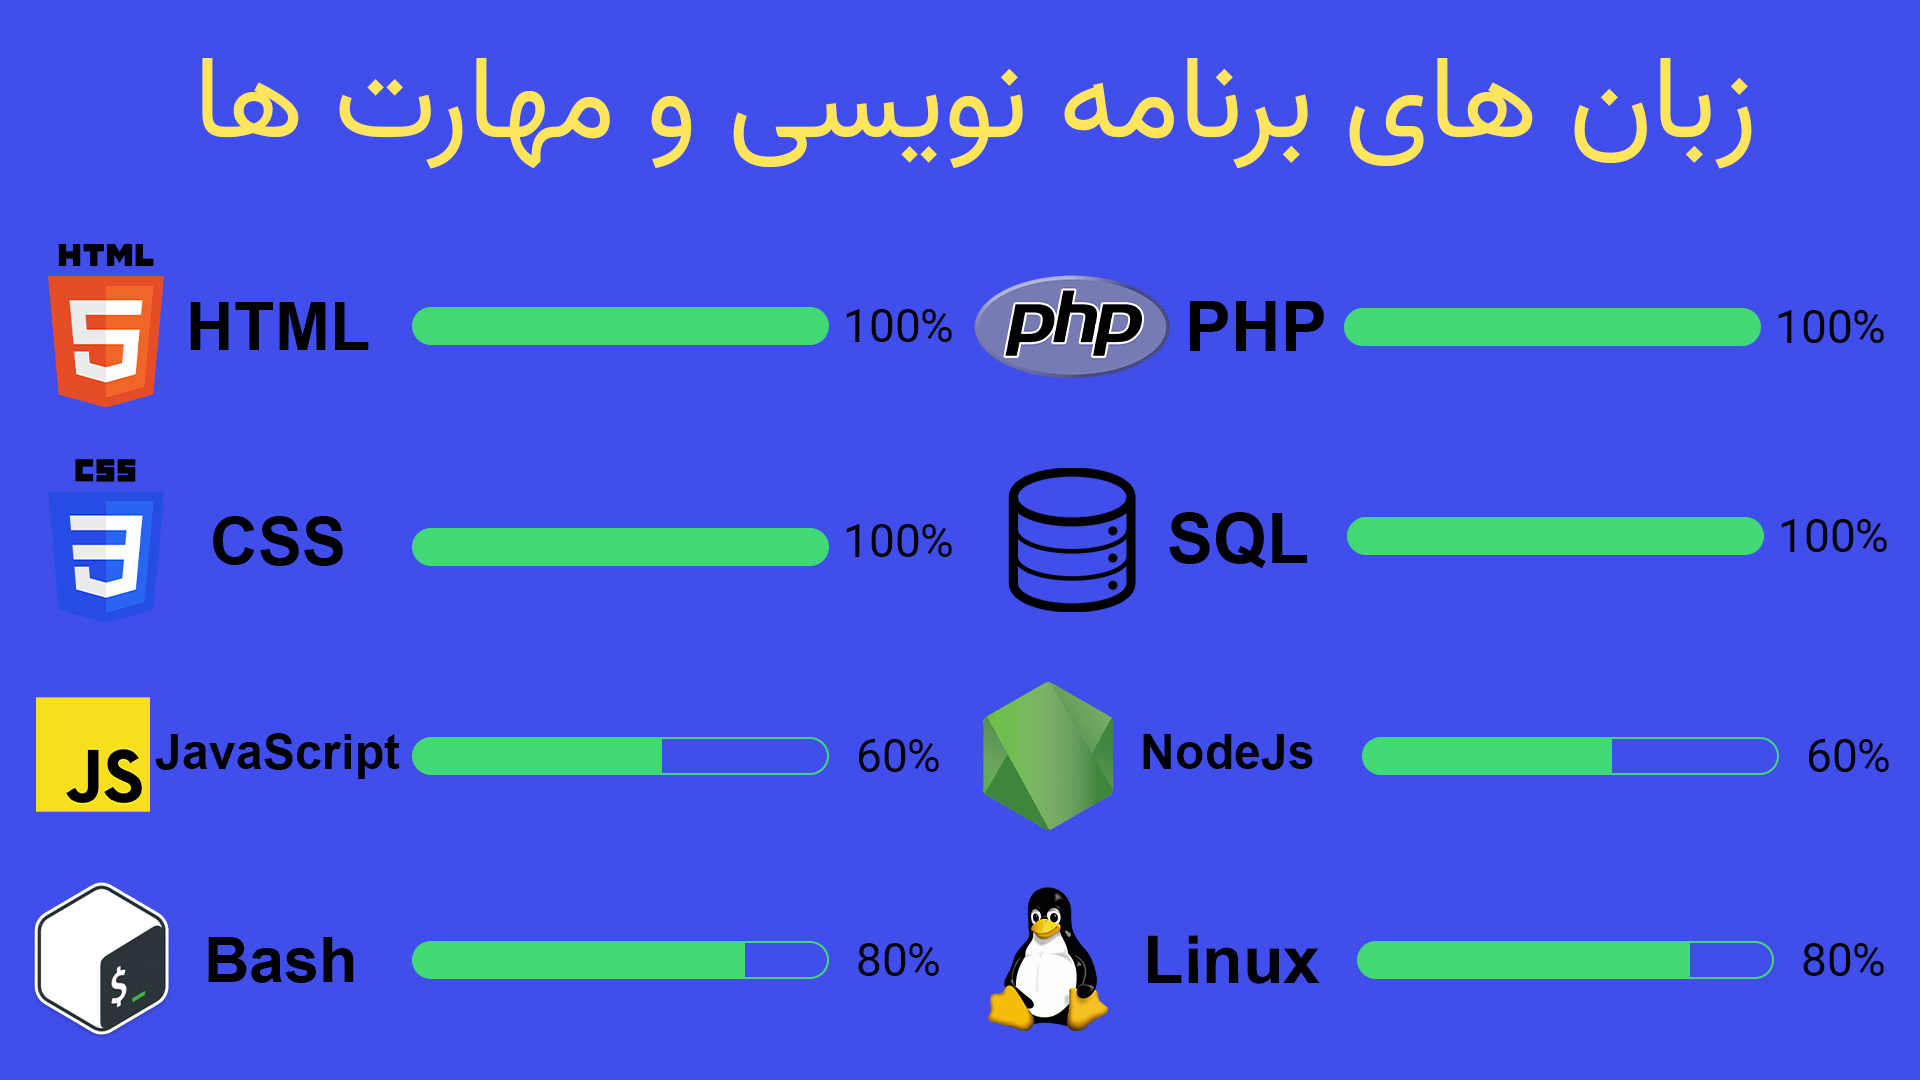 زبان های برنامه نویسی و مهارت ها
HTML
HTML 100%
php PHP 100%
CSS
CSS 100%
SQL 100%
JS JavaScript 60%
NodeJs 60%
$_ Bash 80%
Linux 80%